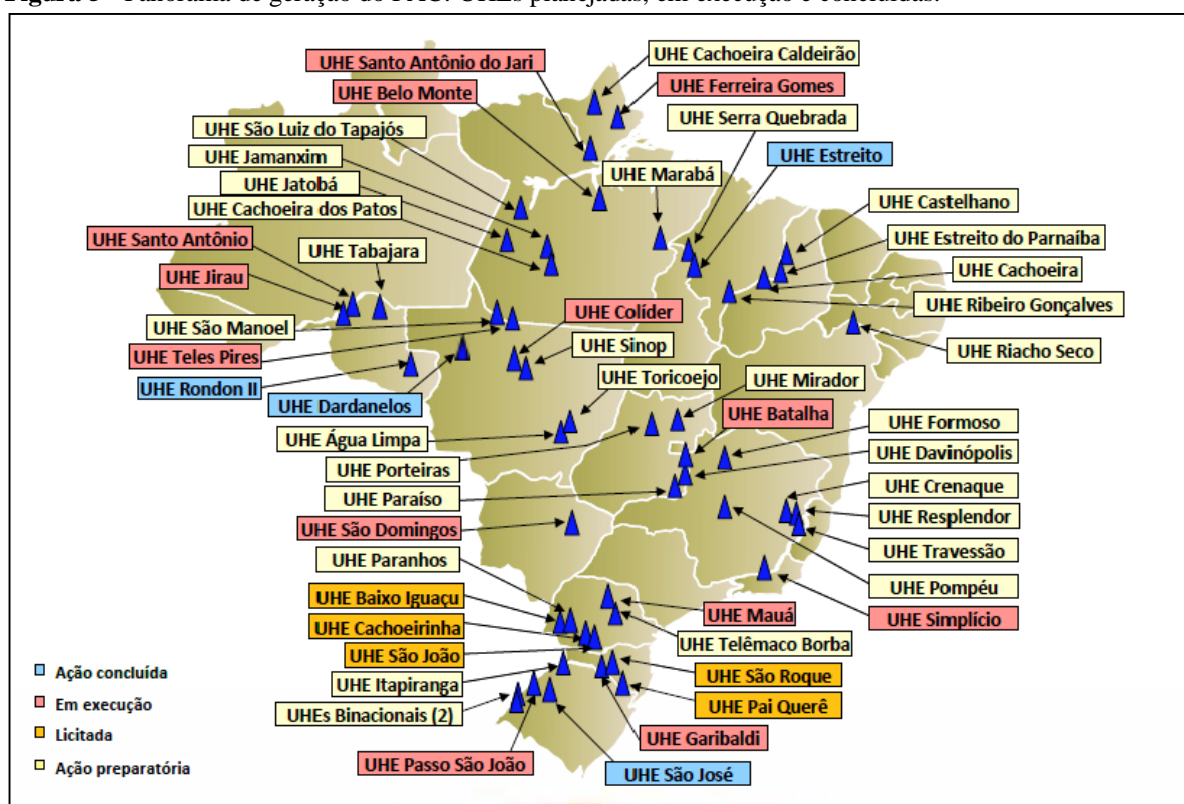 UHE Santo Antônio do Jari
UHE Cachoeira Caldeirão
UHE Belo Monte
UHE Ferreira Gomes
UHE São Luiz do Tapajós
UHE Serra Quebrada
UHE Jamanxim
UHE Estreito
UHE Jatobá
UHE Marabá
UHE Cachoeira dos Patos
UHE Castelhano
UHE Santo Antônio
UHE Tabajara
UHE Estreito do Parnaíba
UHE Jirau
UHE Cachoeira
UHE Ribeiro Gonçalves
UHE São Manoel
UHE Colíder
UHE Teles Pires
UHE Sinop
UHE Riacho Seco
UHE Rondon II
UHE Toricoejo
UHE Mirador
UHE Dardanelos
UHE Batalha
UHE Água Limpa
UHE Formoso
UHE Porteiras
UHE Davinópolis
UHE Paraíso
UHE Crenaque
UHE São Domingos
UHE Resplendor
UHE Paranhos
UHE Travessão
UHE Baixo Iguaçu
UHE Pompéu
UHE Cachoeirinha
UHE Mauá
UHE Simplício
UHE São João
UHE Telêmaco Borba
UHE Itapiranga
UHE São Roque
UHEs Binacionais (2)
UHE Pai Querê
UHE Garibaldi
UHE Passo São João
UHE São José
Ação concluída
Em execução
Licitada
Ação preparatória